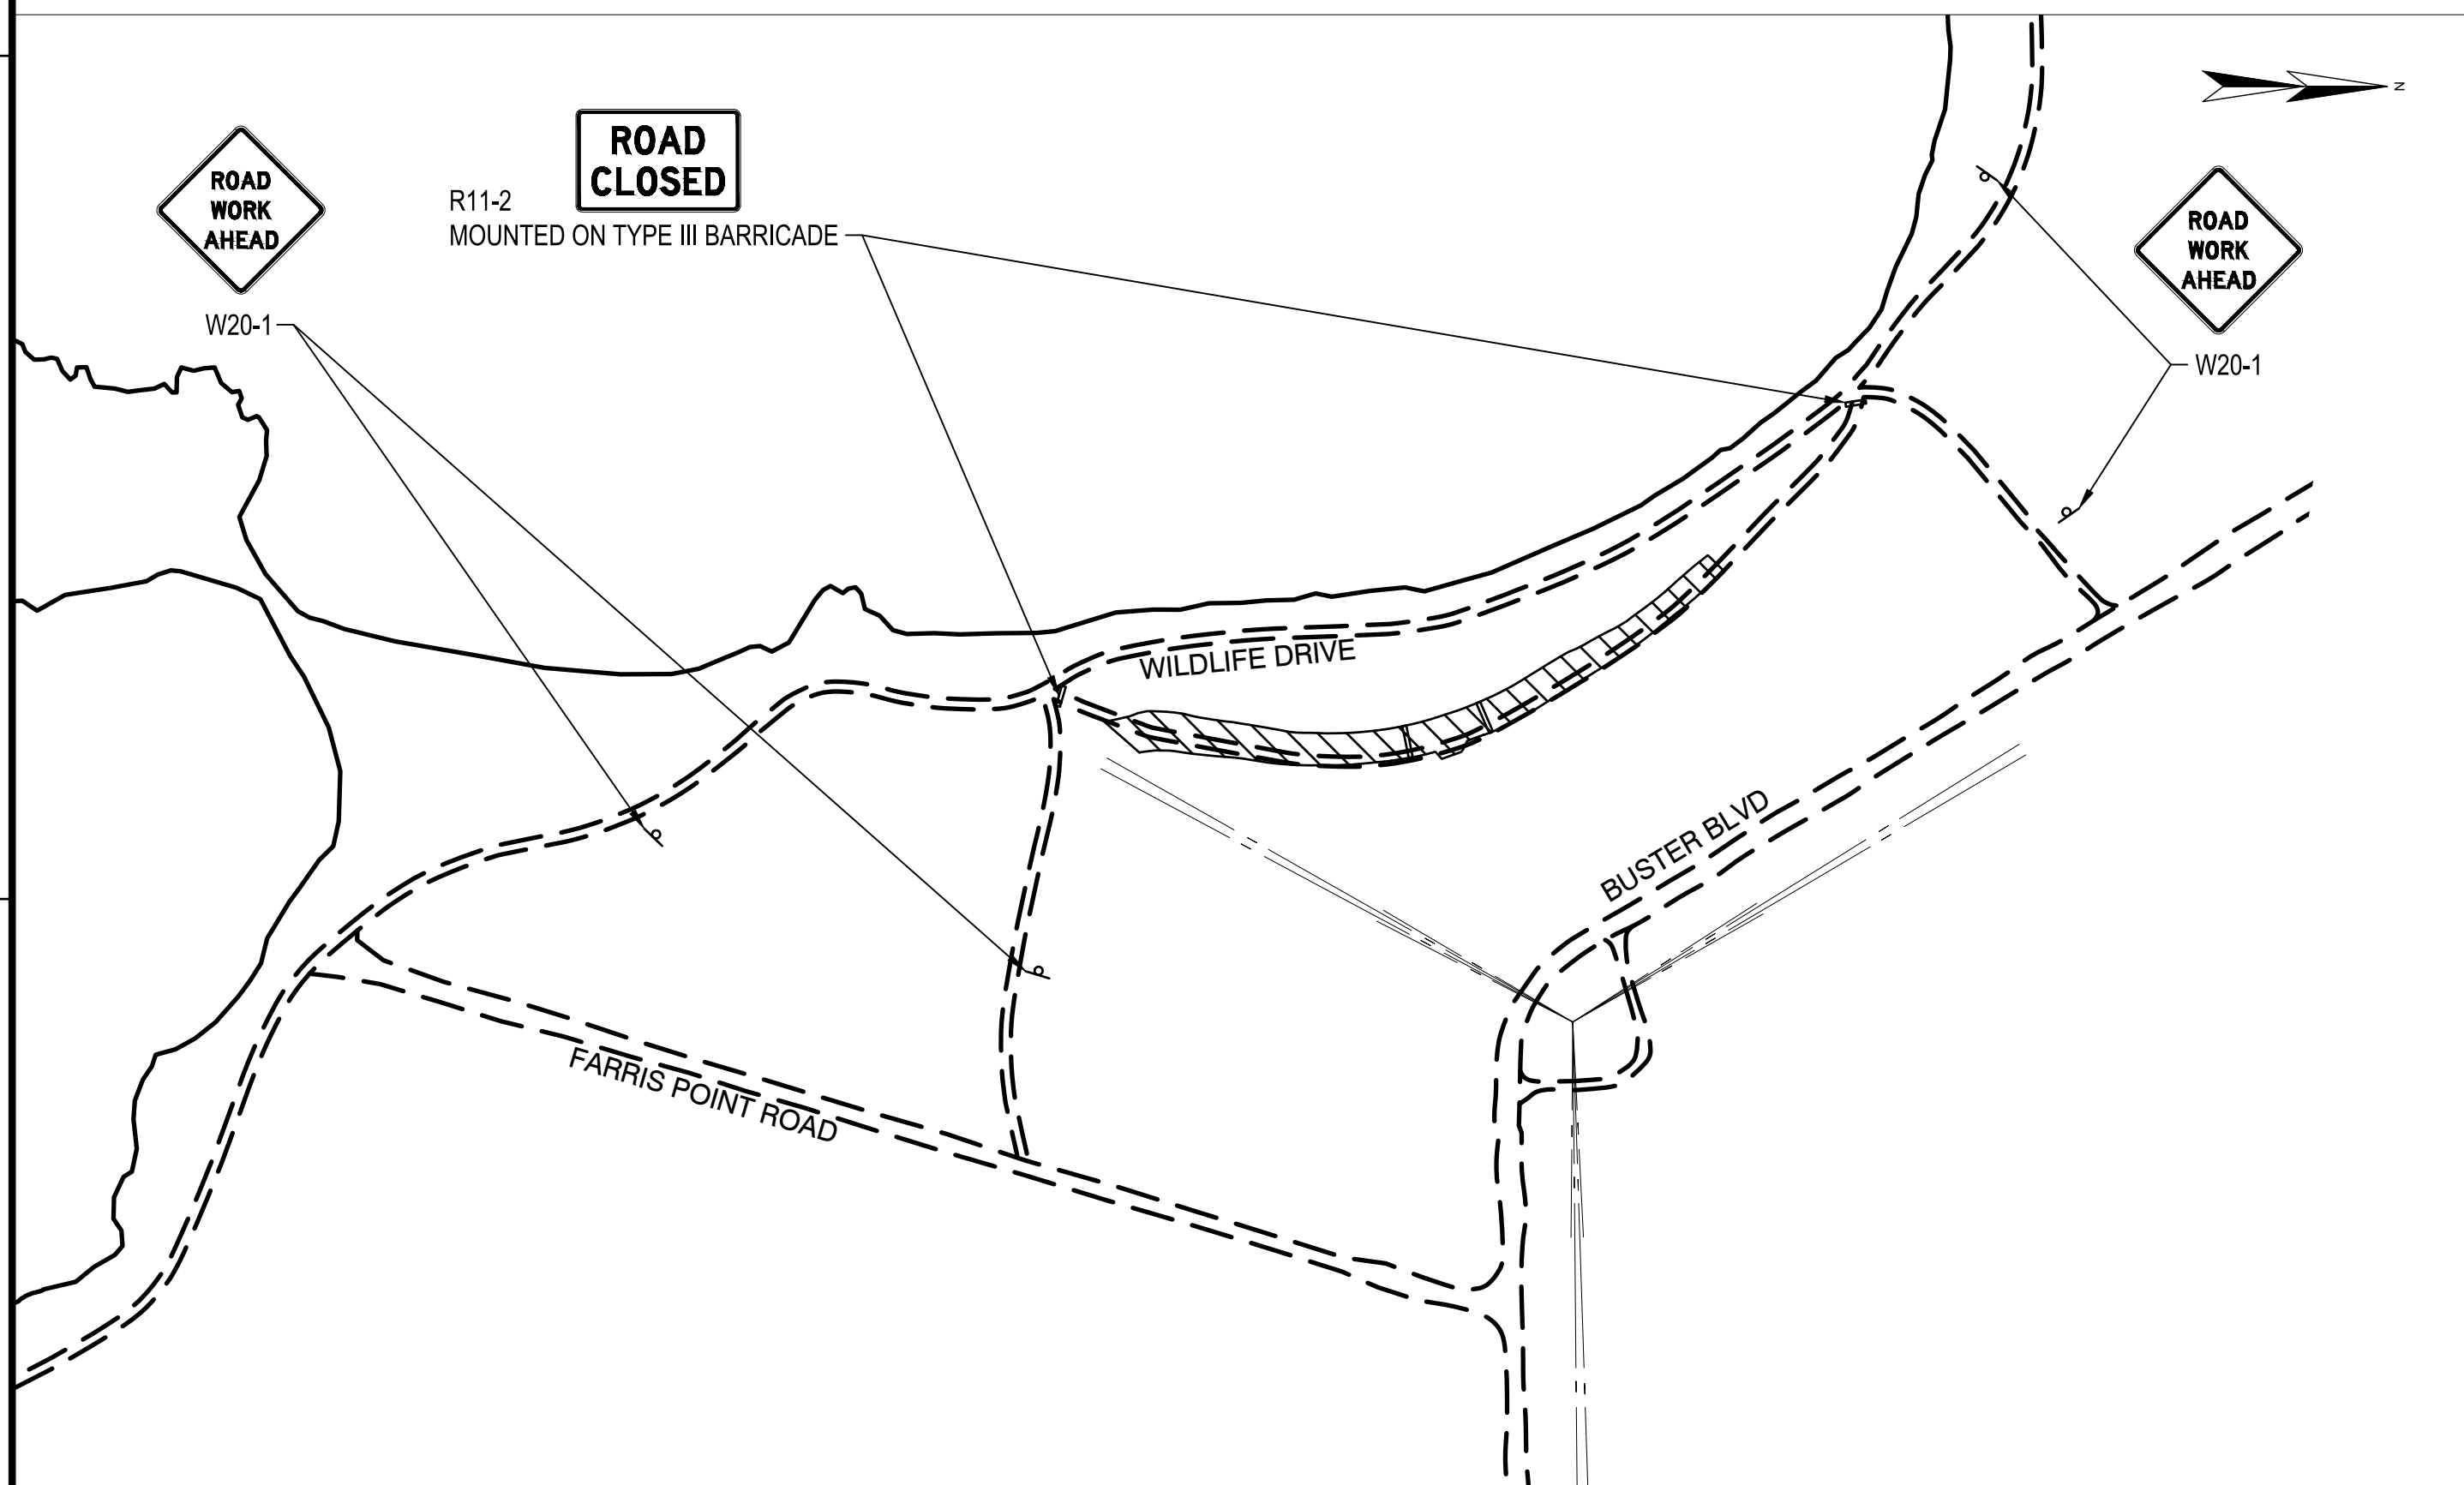 N
ROAD
WORK
AHEAD
W20-1
ROAD
CLOSED
R11-2
MOUNTED ON TYPE III BARRICADE
ROAD
WORK
AHEAD
W20-1
WILDLIFE DRIVE
BUSTER BLVD
FARRIS POINT ROAD